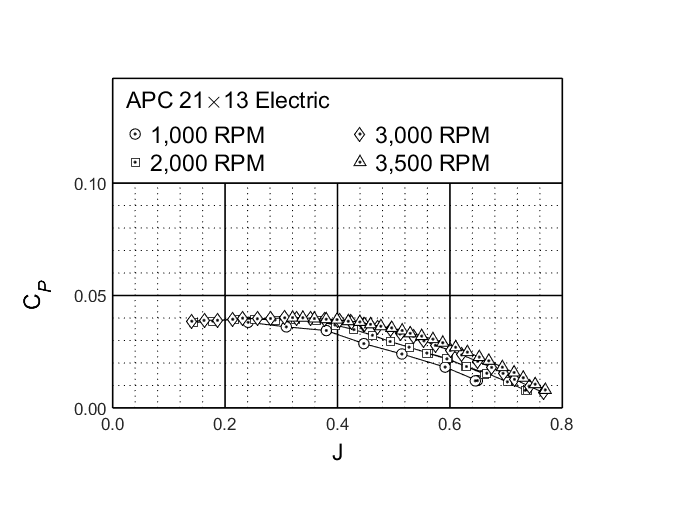 APC 21×13 Electric
1,000 RPM 3,000 RPM
2,000 RPM 3,500 RPM
0.10
0.05
0.00
C_P
0.0 0.2 0.4 0.6 0.8
J